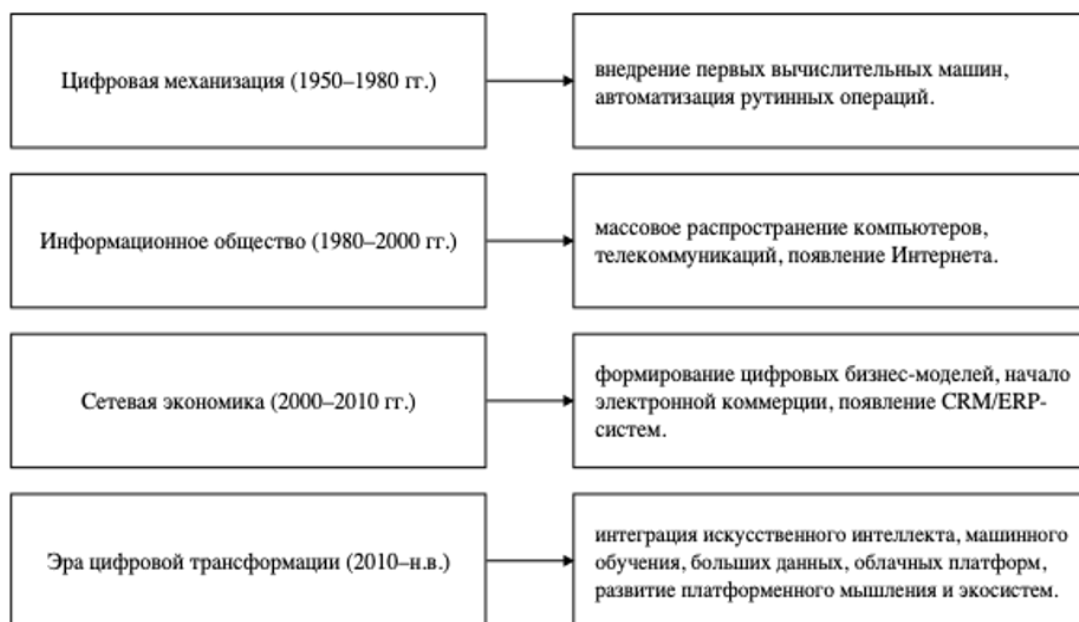 Цифровая механизация (1950–1980 гг.)
внедрение первых вычислительных машин,
автоматизация рутинных операций.
Информационное общество (1980–2000 гг.)
массовое распространение компьютеров,
телекоммуникаций, появление Интернета.
Сетевая экономика (2000–2010 гг.)
формирование цифровых бизнес-моделей, начало
электронной коммерции, появление CRM/ERP-
систем.
Эра цифровой трансформации (2010–н.в.)
интеграция искусственного интеллекта, машинного
обучения, больших данных, облачных платформ,
развитие платформенного мышления и экосистем.